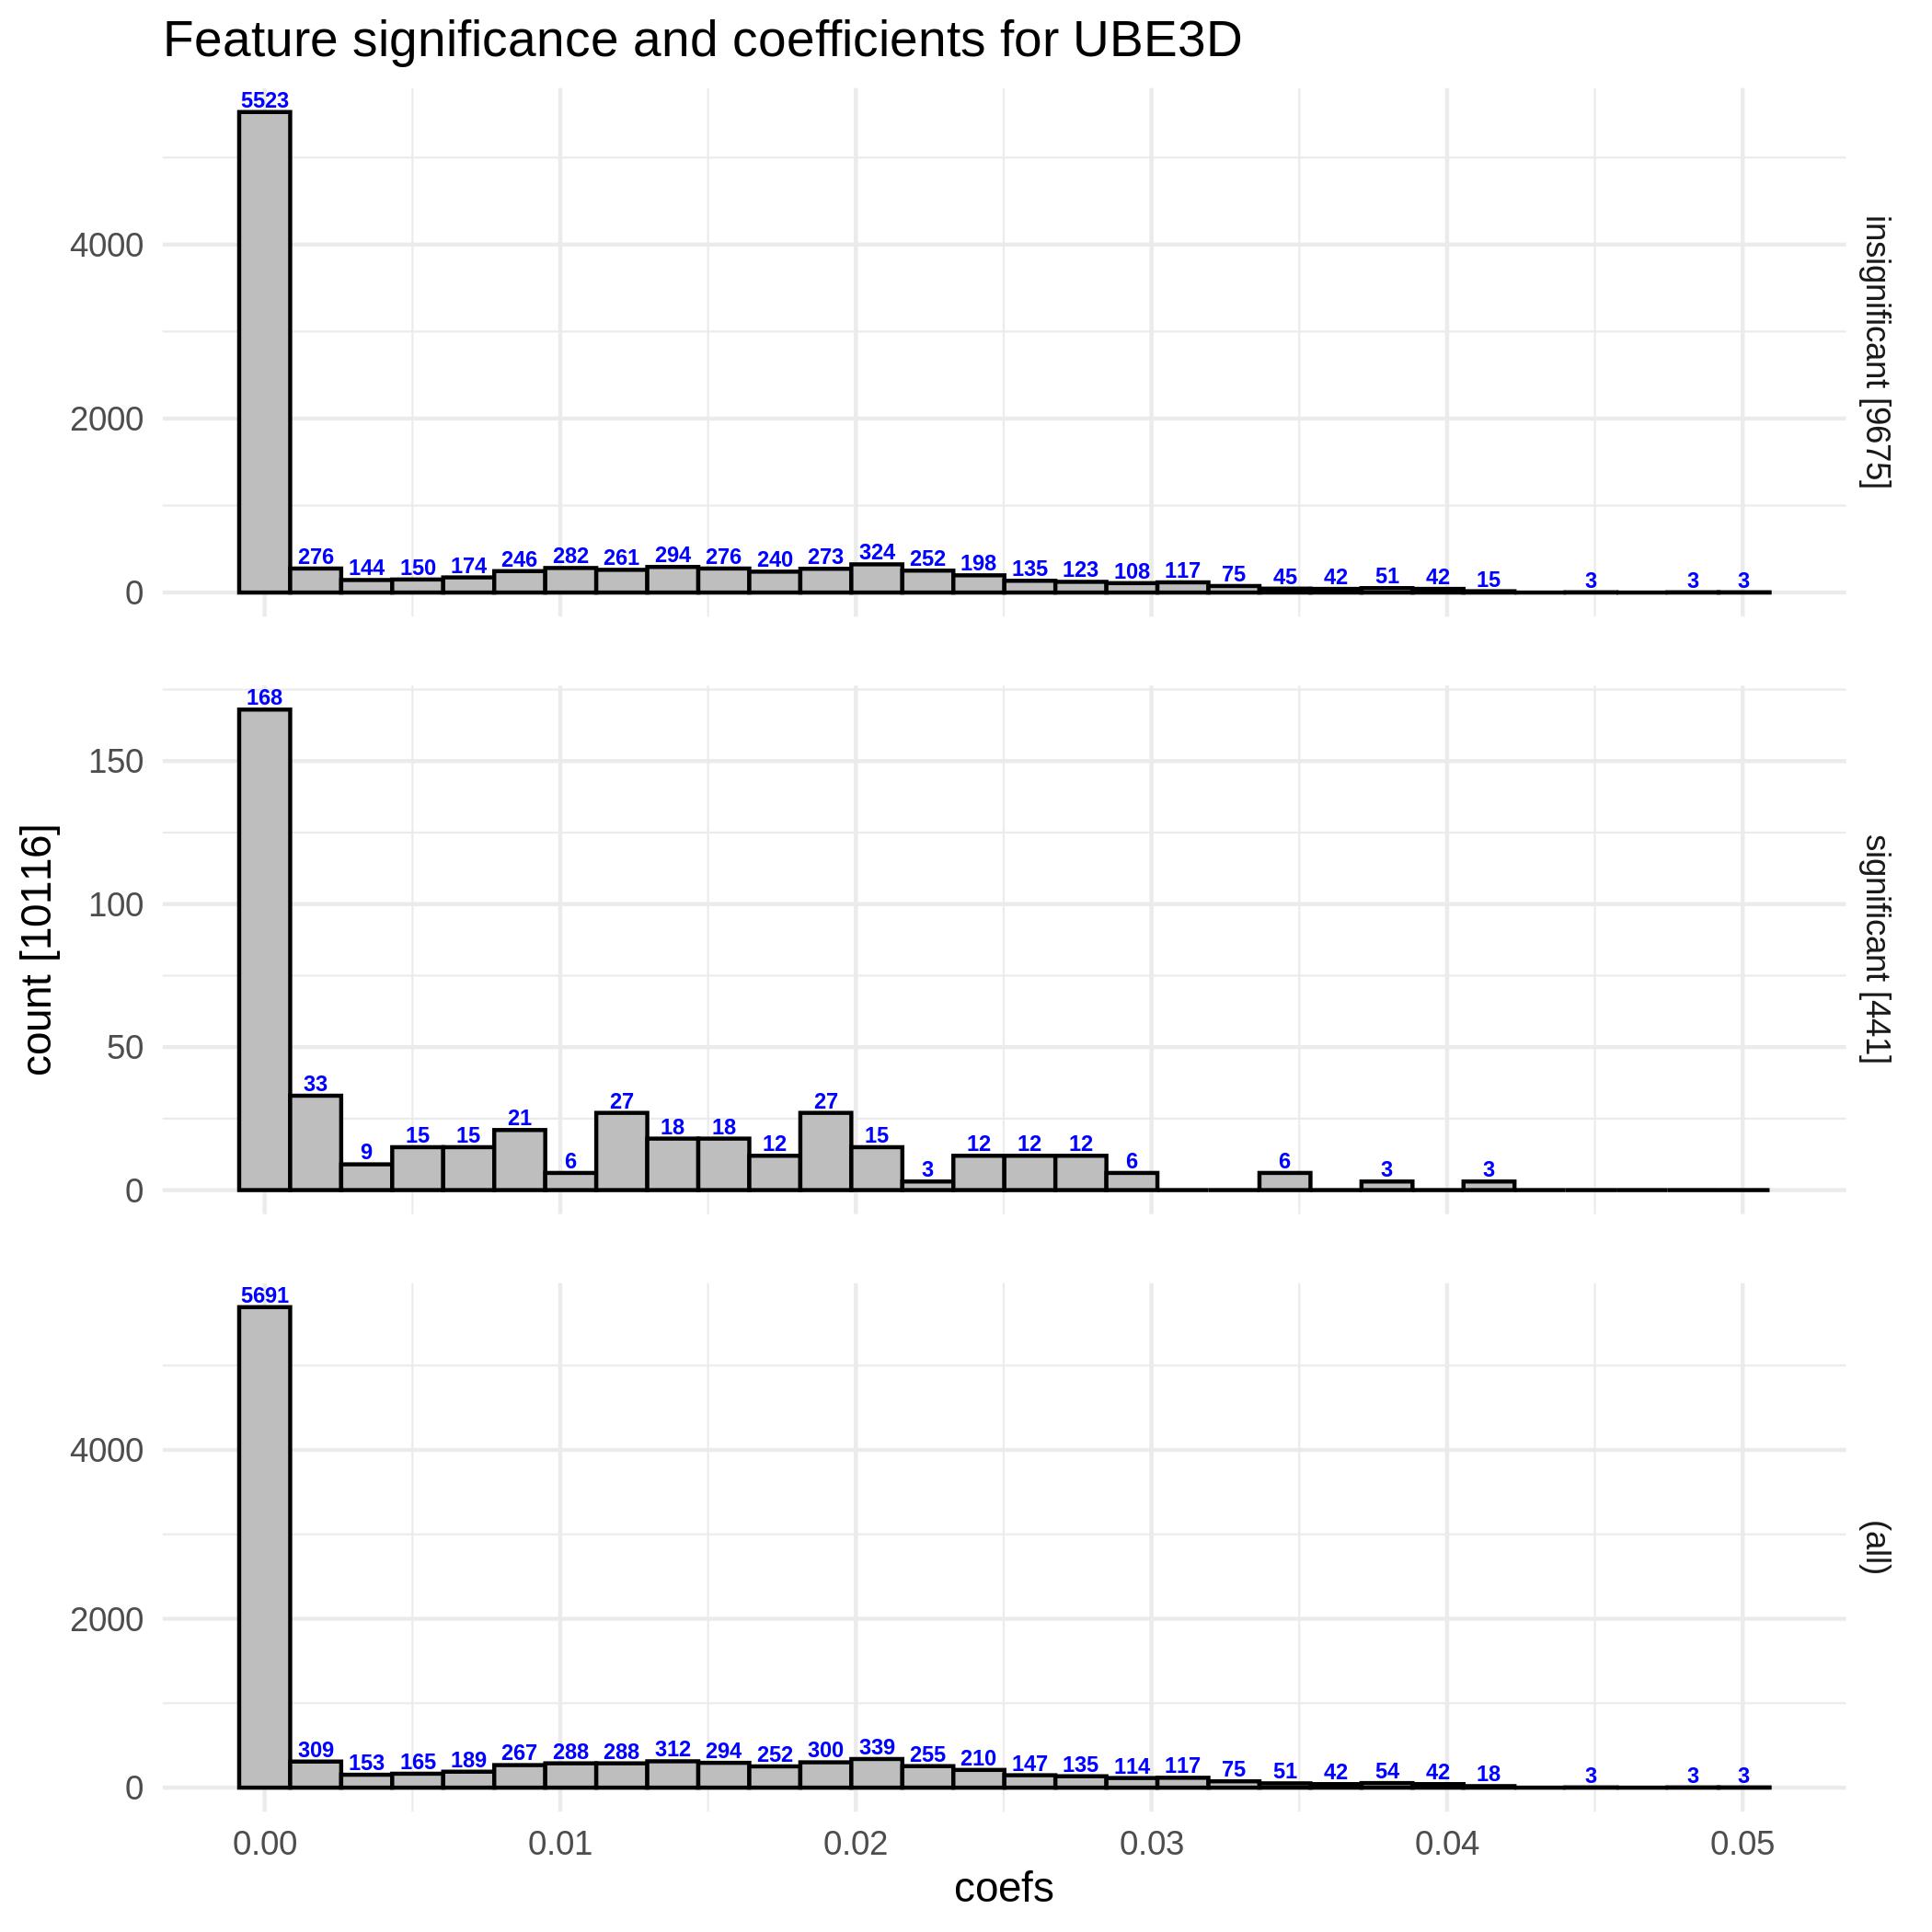 Feature significance and coefficients for UBE3D
5523
276 144 150 174 246 282 261 294 276 240 273 324 252 198 135 123 108 117 75 45 42 51 42 15 3 3 3
4000
2000
0
insignificant [9675]
168
33 9 15 15 21 6 27 18 18 12 27 15 3 12 12 12 6 6 3 3
150
100
50
0
significant [441]
count [10116]
5691
309 153 165 189 267 288 288 312 294 252 300 339 255 210 147 135 114 117 75 51 42 54 42 18 3 3 3
4000
2000
0
(all)
0.00 0.01 0.02 0.03 0.04 0.05
coefs